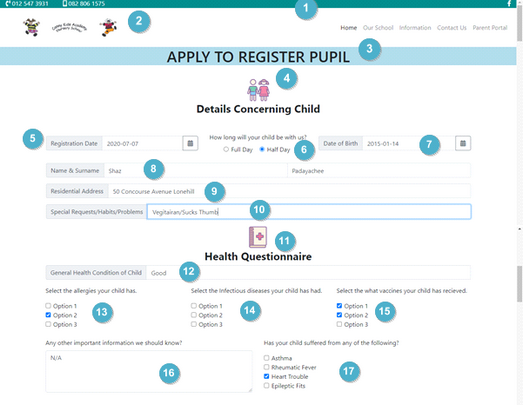 012 547 3931 082 806 1575 1
2 Home Our School Information Contact Us Parent Portal
APPLY TO REGISTER PUPIL 3
4
Details Concerning Child
How long will your child be with us?
5 Registration Date 2020-07-07 Full Day Half Day 6 Date of Birth 2015-01-14 7
Name & Surname Shaz 8 Padayachee
Residential Address 50 Concourse Avenue Lonehill 9
Special Requests/Habits/Problems Vegitairan/Sucks Thumb 10
11
Health Questionnaire
General Health Condition of Child Good 12
Select the allergies your child has. Select the Infectious diseases your child has had. Select the what vaccines your child has recieved.
Option 1 Option 1 Option 1
Option 2 13 Option 2 14 Option 2 15
Option 3 Option 3 Option 3
Any other important information we should know? Has your child suffered from any of the following?
N/A Asthma
Rheumatic Fever
16 Heart Trouble 17
Epileptic Fits